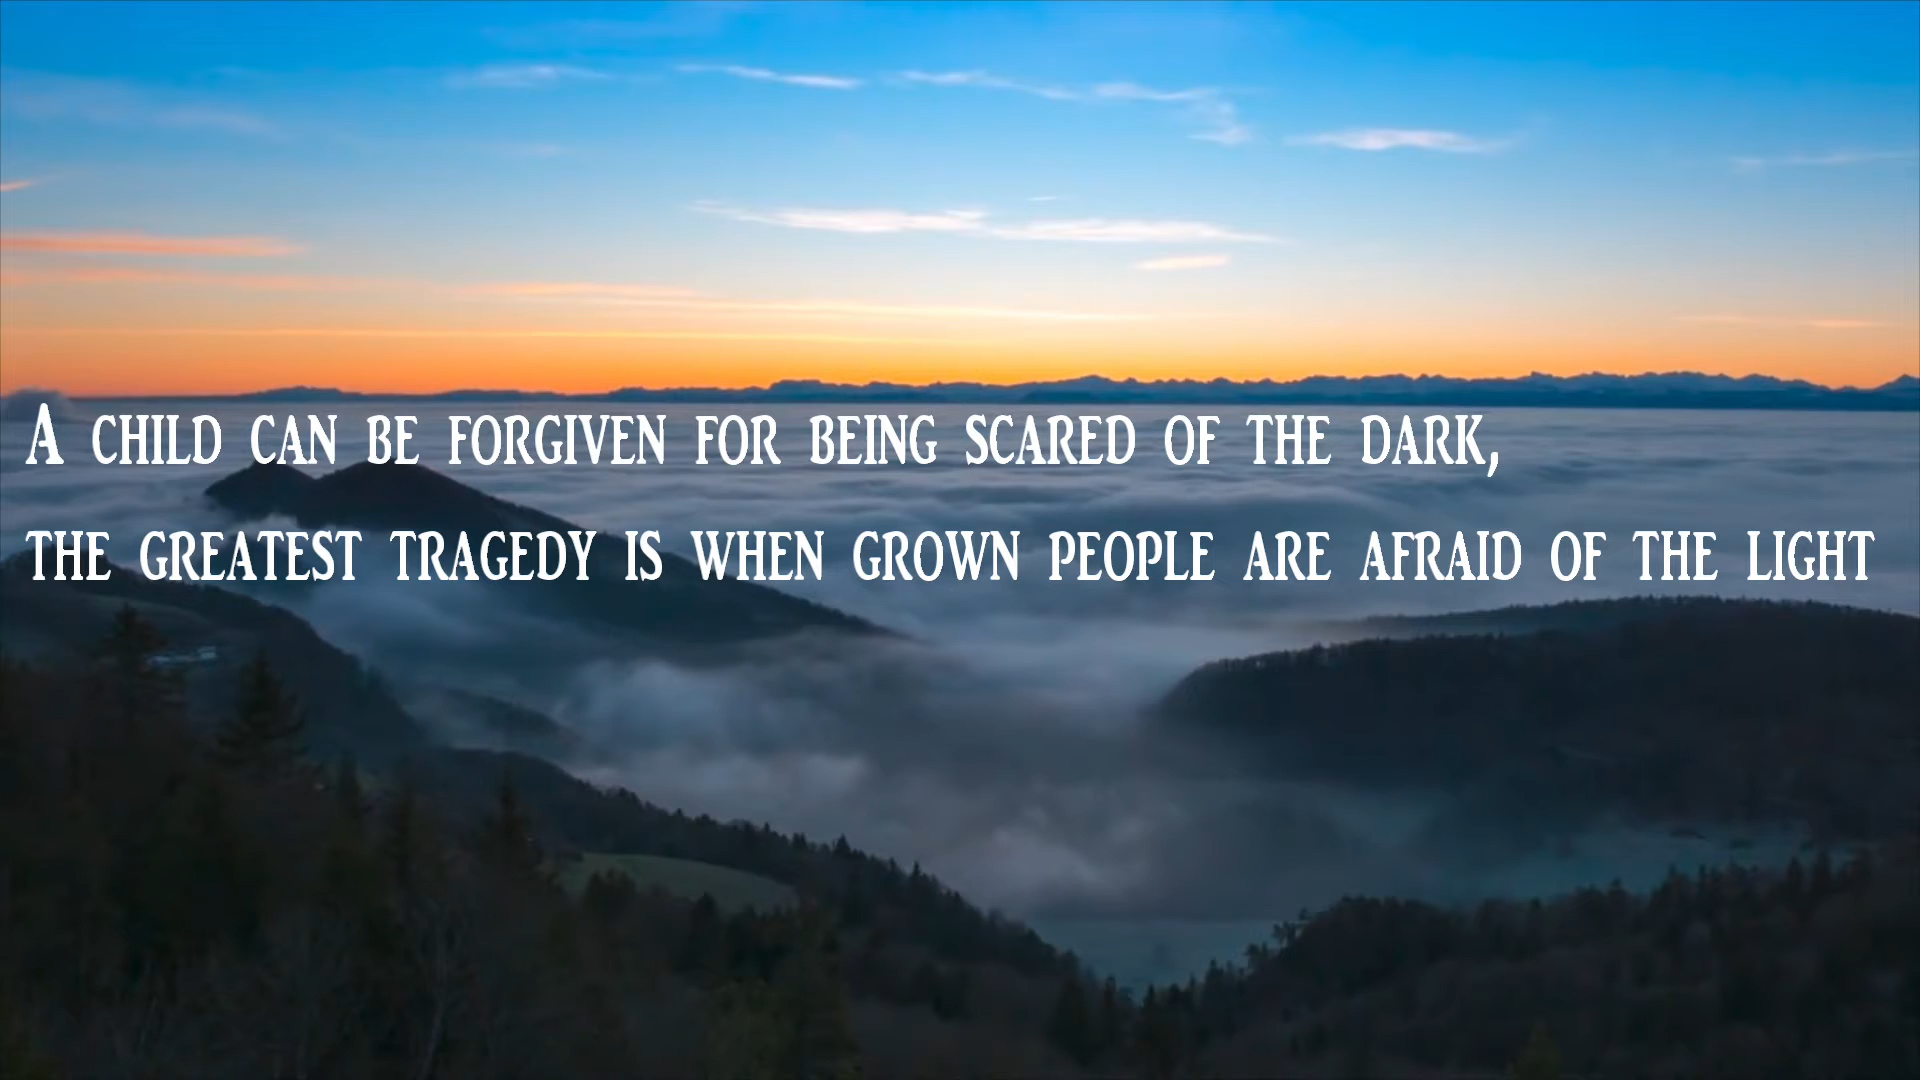 A child can be forgiven for being scared of the dark,
the greatest tragedy is when grown people are afraid of the light